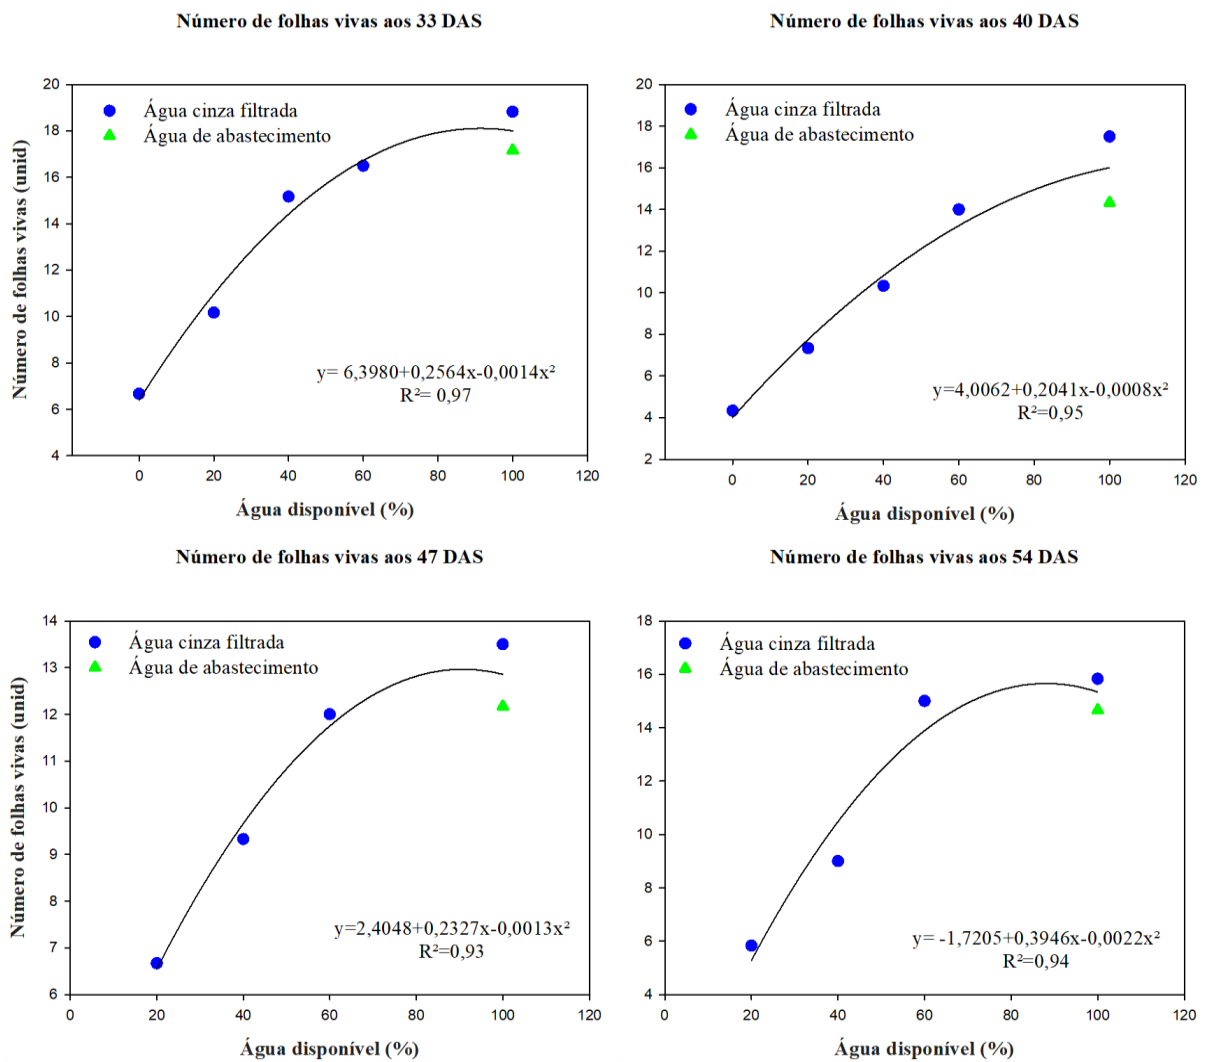 Número de folhas vivas aos 33 DAS
Número de folhas vivas (unid)
20
18
16
14
12
10
8
6
4
Água cinza filtrada
Água de abastecimento
y= 6,3980+0,2564x-0,0014x²
R²= 0,97
0 20 40 60 80 100 120
Água disponível (%)
Número de folhas vivas aos 40 DAS
20
18
16
14
12
10
8
6
4
2
Água cinza filtrada
Água de abastecimento
y=4,0062+0,2041x-0,0008x²
R²=0,95
0 20 40 60 80 100 120
Água disponível (%)
Número de folhas vivas aos 47 DAS
Número de folhas vivas (unid)
14
13
12
11
10
9
8
7
6
Água cinza filtrada
Água de abastecimento
y=2,4048+0,2327x-0,0013x²
R²=0,93
0 20 40 60 80 100 120
Água disponível (%)
Número de folhas vivas aos 54 DAS
18
16
14
12
10
8
6
4
Água cinza filtrada
Água de abastecimento
y= -1,7205+0,3946x-0,0022x²
R²=0,94
0 20 40 60 80 100 120
Água disponível (%)